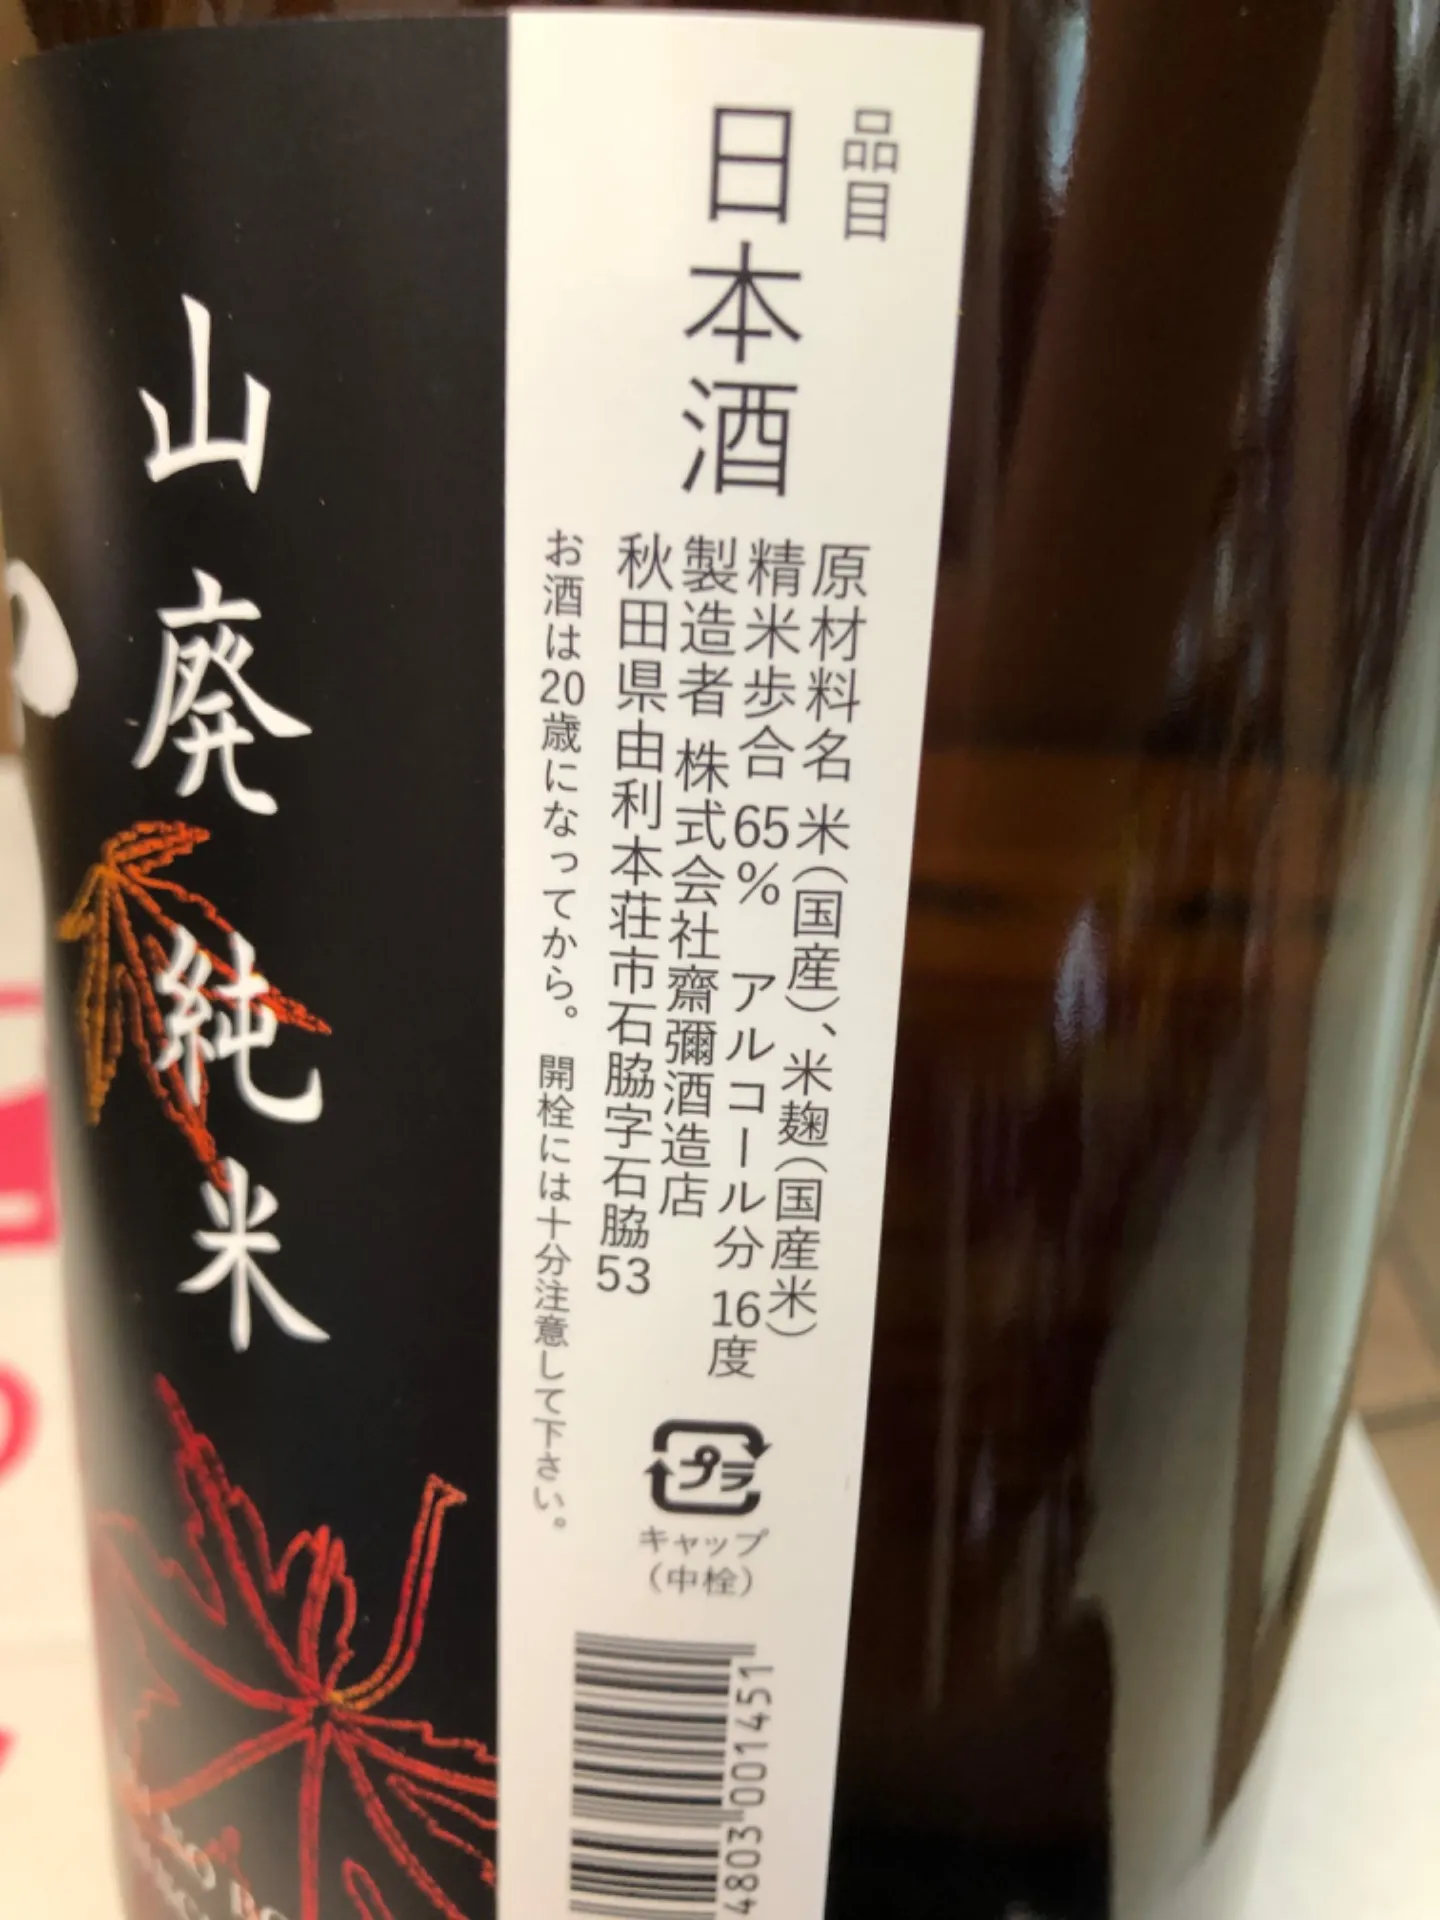 品目
日本酒
原材料名 米(国産)、米麹(国産米)
精米歩合 65% アルコール分 16度
製造者 株式会社齋彌酒造店
秋田県由利本荘市石脇字石脇53
お酒は20歳になってから。 開栓には十分注意して下さい。
プラ
キャップ
(中栓)
4803 001451
山廃純米